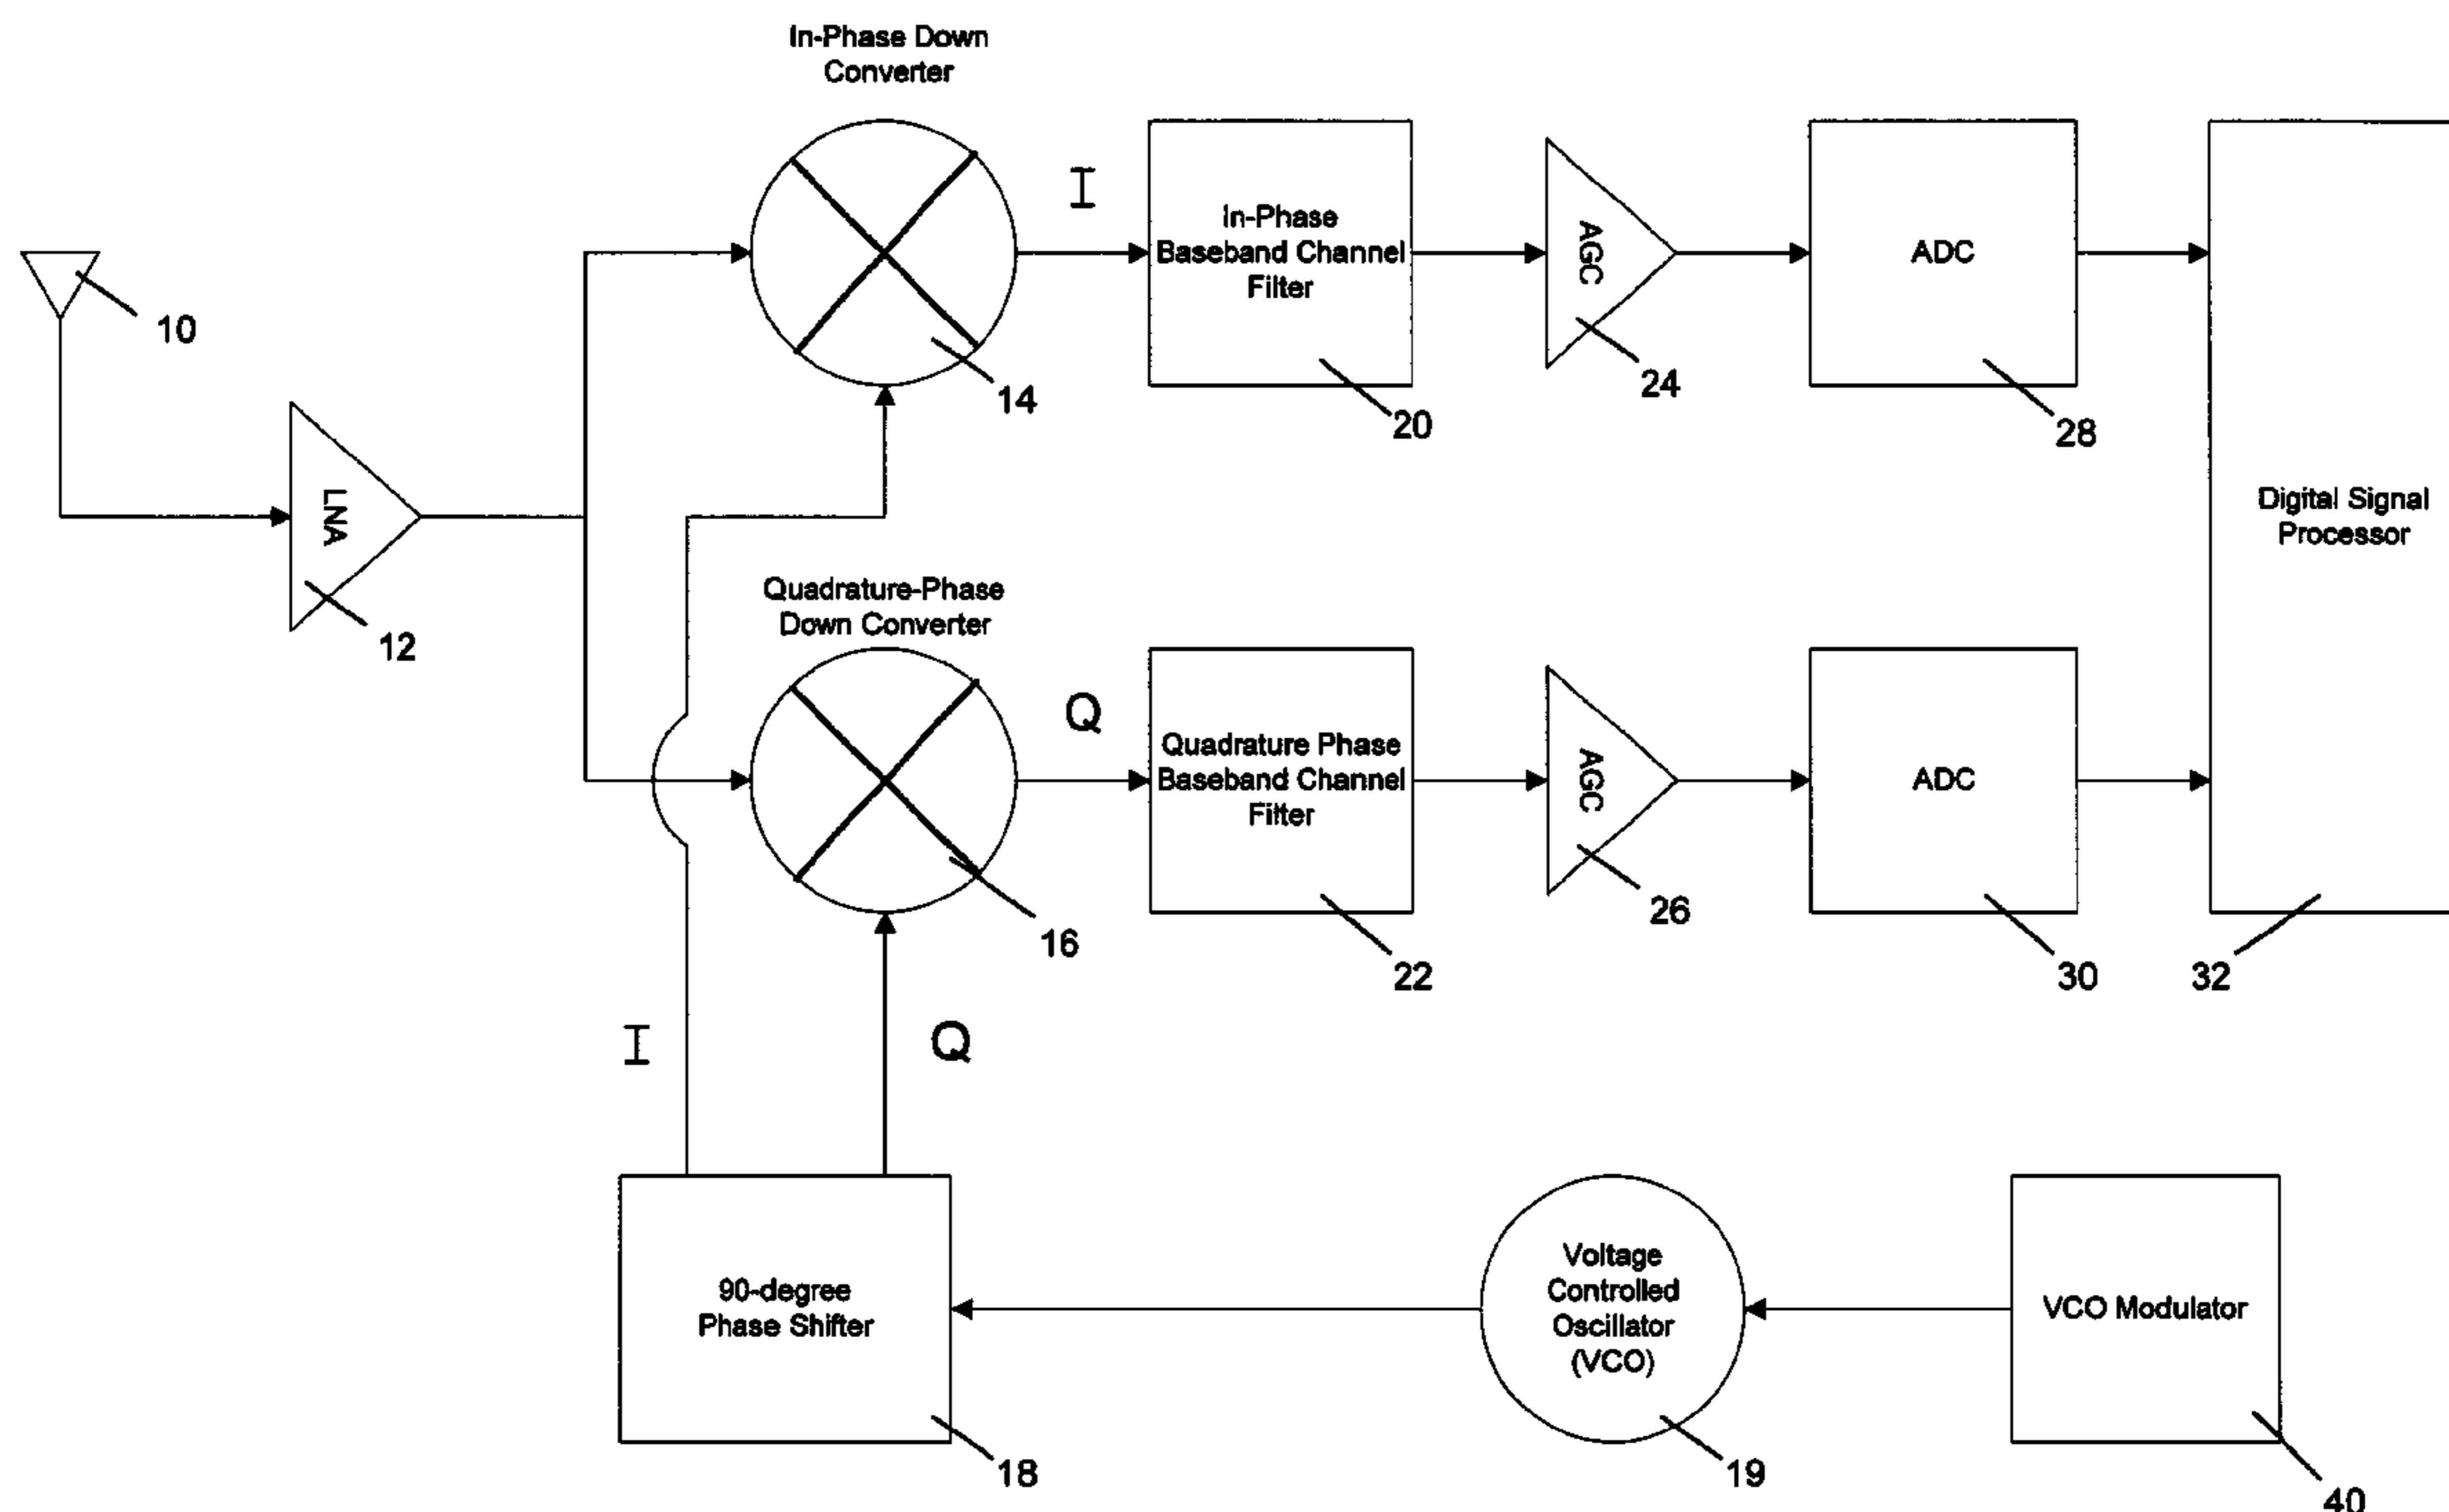 In-Phase Down
Converter
I
In-Phase
Baseband Channel
Filter
AGC
ADC
10
14
20
24
28
LNA
12
Digital Signal
Processor
Quadrature-Phase
Down Converter
Q
Quadrature Phase
Baseband Channel
Filter
AGC
ADC
16
22
26
30
32
I
Q
90-degree
Phase Shifter
Voltage
Controlled
Oscillator
(VCO)
VCO Modulator
18
19
40